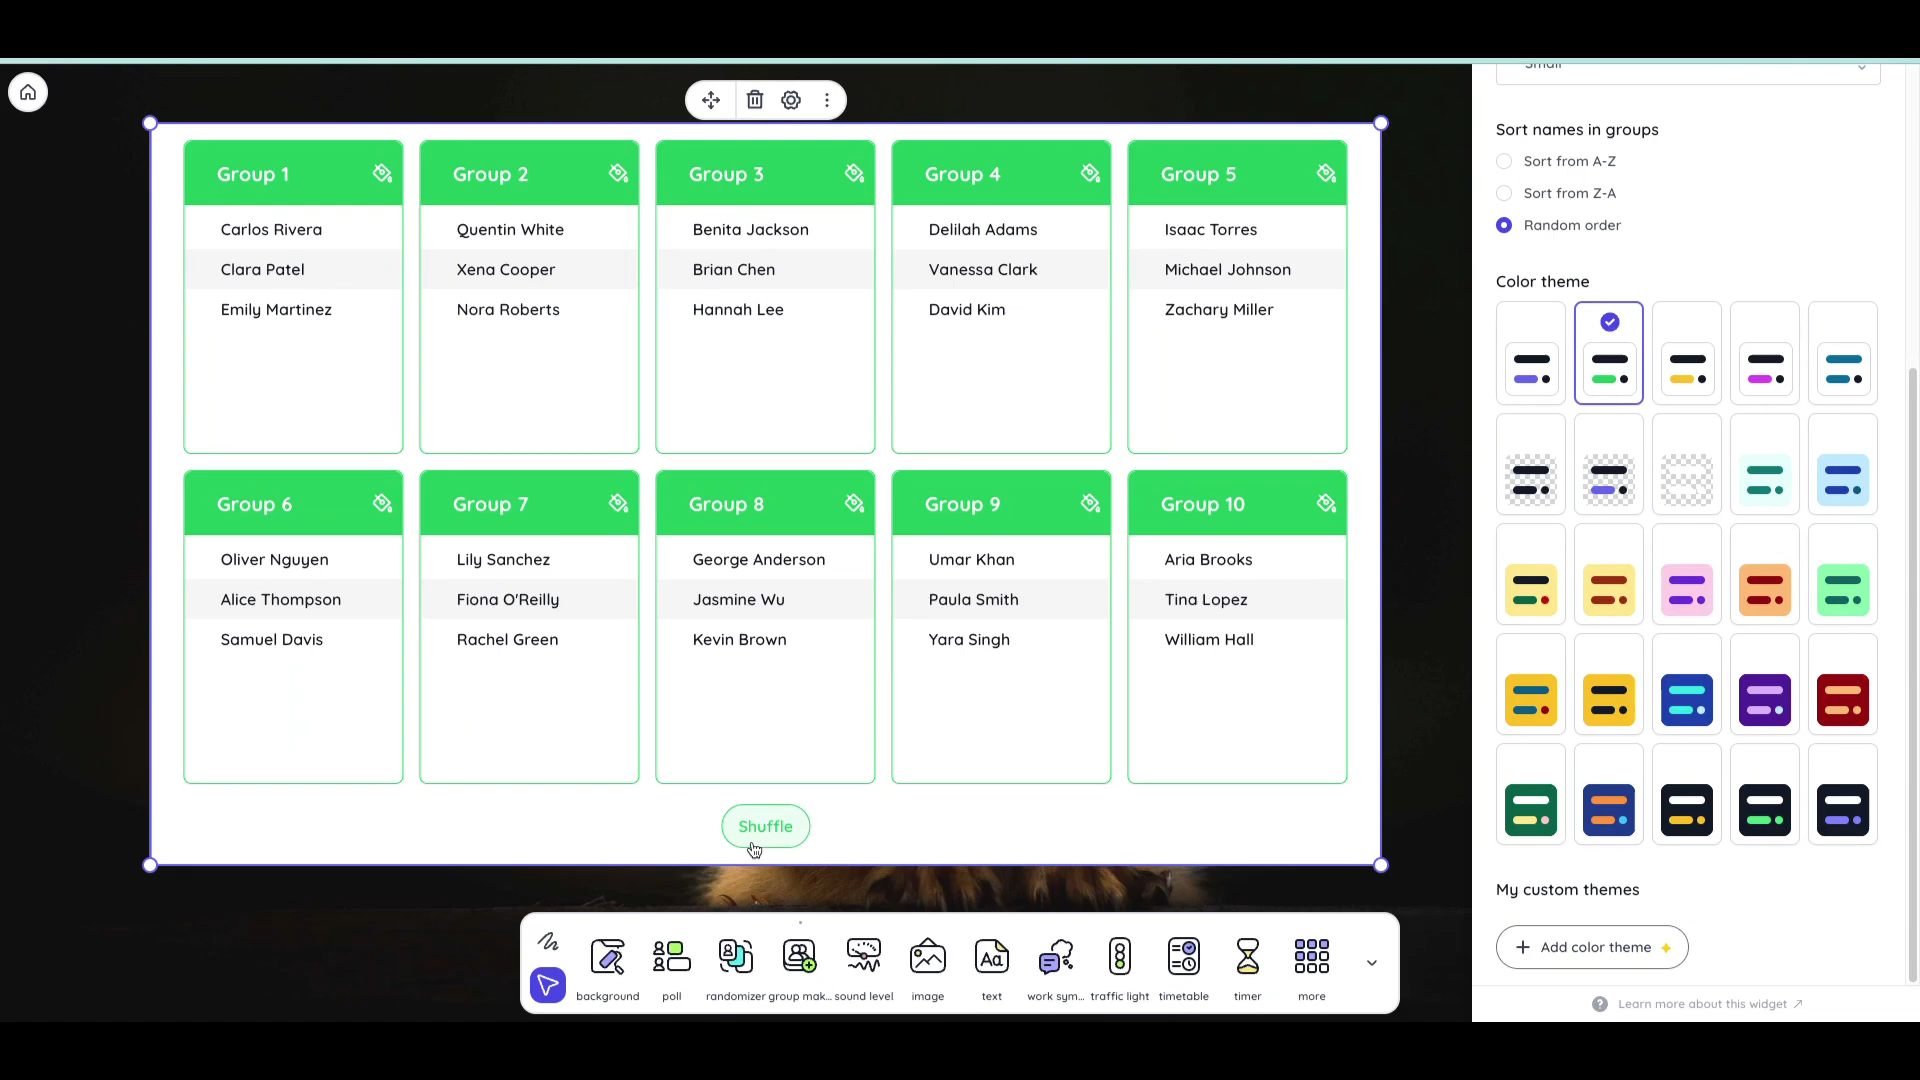 Small
Group 1
Carlos Rivera
Clara Patel
Emily Martinez
Group 2
Quentin White
Xena Cooper
Nora Roberts
Group 3
Benita Jackson
Brian Chen
Hannah Lee
Group 4
Delilah Adams
Vanessa Clark
David Kim
Group 5
Isaac Torres
Michael Johnson
Zachary Miller
Group 6
Oliver Nguyen
Alice Thompson
Samuel Davis
Group 7
Lily Sanchez
Fiona O'Reilly
Rachel Green
Group 8
George Anderson
Jasmine Wu
Kevin Brown
Group 9
Umar Khan
Paula Smith
Yara Singh
Group 10
Aria Brooks
Tina Lopez
William Hall
Shuffle
background
poll
randomizer
group mak...
sound level
image
Aa
text
work sym...
traffic light
timetable
timer
more
Sort names in groups
Sort from A-Z
Sort from Z-A
Random order
Color theme
My custom themes
+ Add color theme
? Learn more about this widget